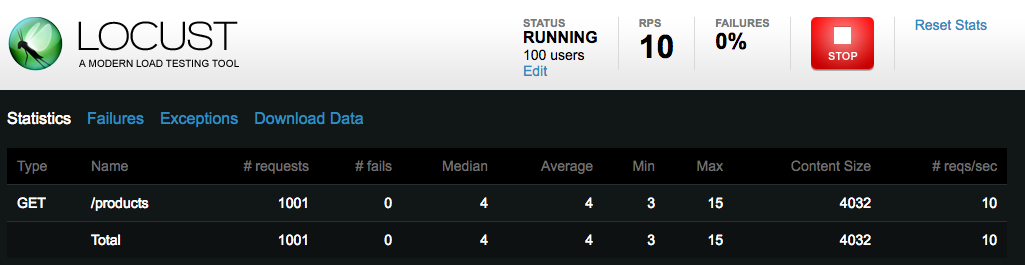 LOCUST
A MODERN LOAD TESTING TOOL
STATUS RPS FAILURES Reset Stats
RUNNING 10 0%
100 users
Edit
STOP
Statistics Failures Exceptions Download Data
Type Name # requests # fails Median Average Min Max Content Size # reqs/sec
GET /products 1001 0 4 4 3 15 4032 10
Total 1001 0 4 4 3 15 4032 10